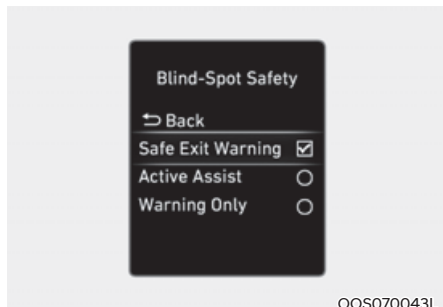 Blind-Spot Safety
Back
Safe Exit Warning
Active Assist
Warning Only
OOS070043L